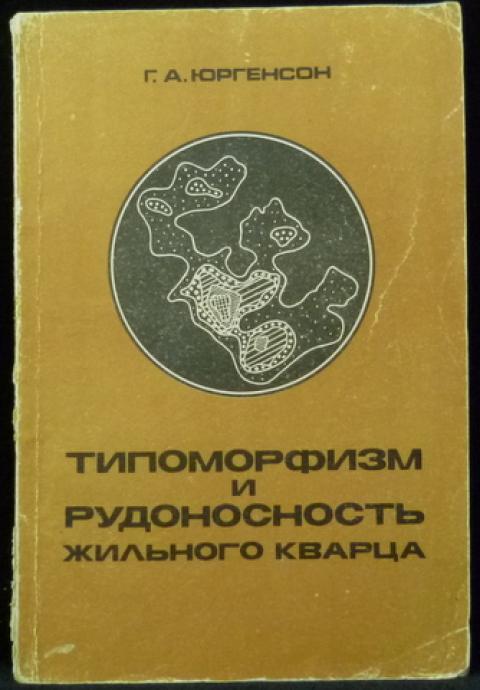 Г. А. ЮРГЕНСОН
ТИПОМОРФИЗМ
И
РУДОНОСНОСТЬ
ЖИЛЬНОГО КВАРЦА